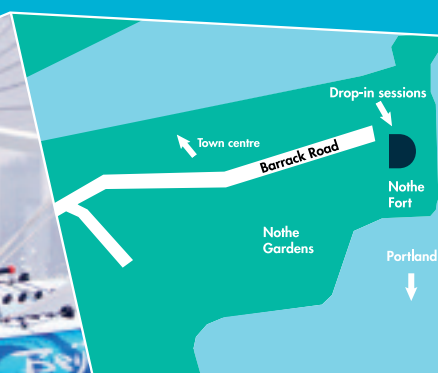 Drop-in sessions
Town centre
Barrack Road
Nothe
Fort
Nothe
Gardens
Portland